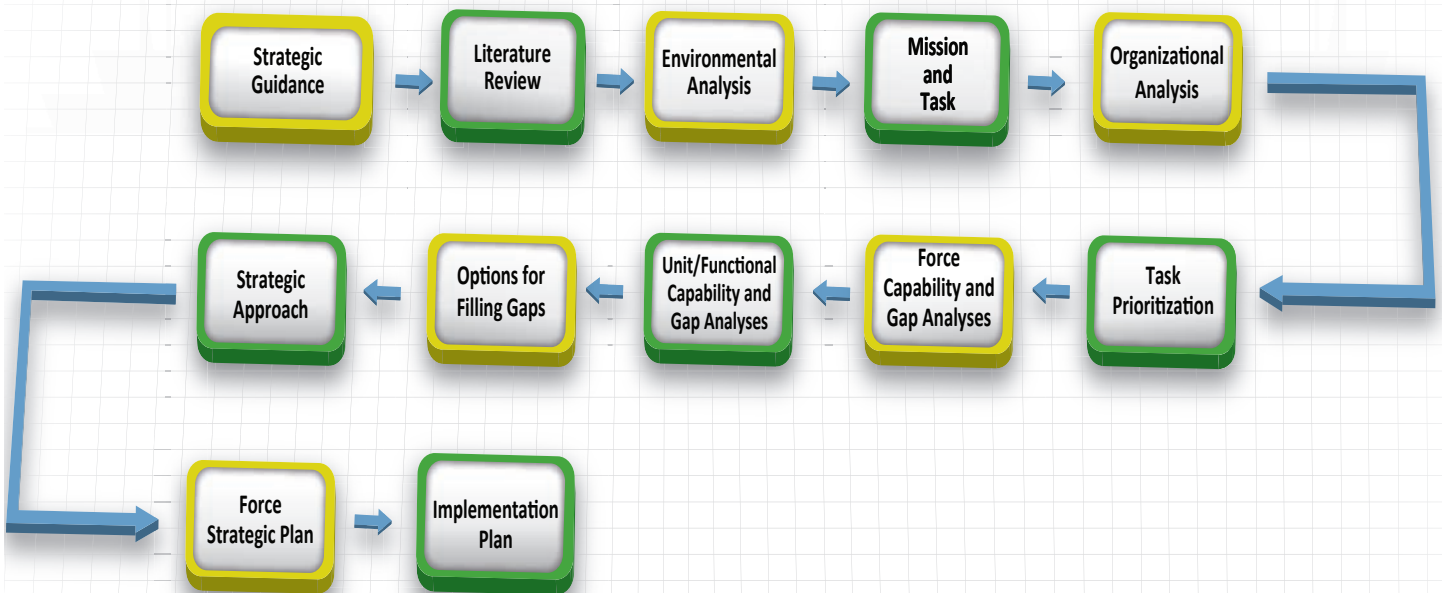 Strategic
Guidance
Literature
Review
Environmental
Analysis
Mission
and
Task
Organizational
Analysis
Task
Prioritization
Force
Capability and
Gap Analyses
Unit/Functional
Capability and
Gap Analyses
Options for
Filling Gaps
Strategic
Approach
Force
Strategic Plan
Implementation
Plan